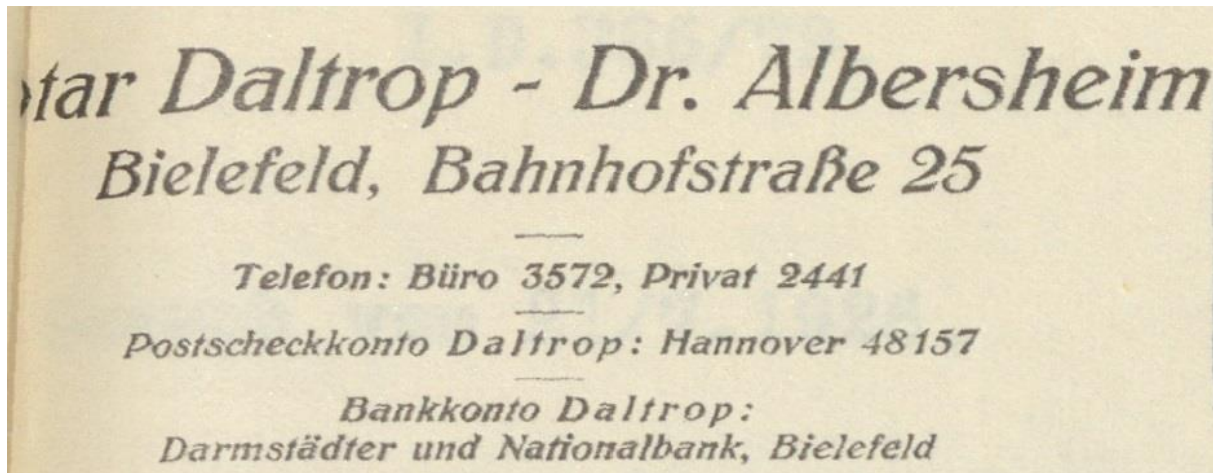 otar Daltrop - Dr. Albersheim
Bielefeld, Bahnhofstraße 25
Telefon: Büro 3572, Privat 2441
Postscheckkonto Daltrop: Hannover 48157
Bankkonto Daltrop:
Darmstädter und Nationalbank, Bielefeld